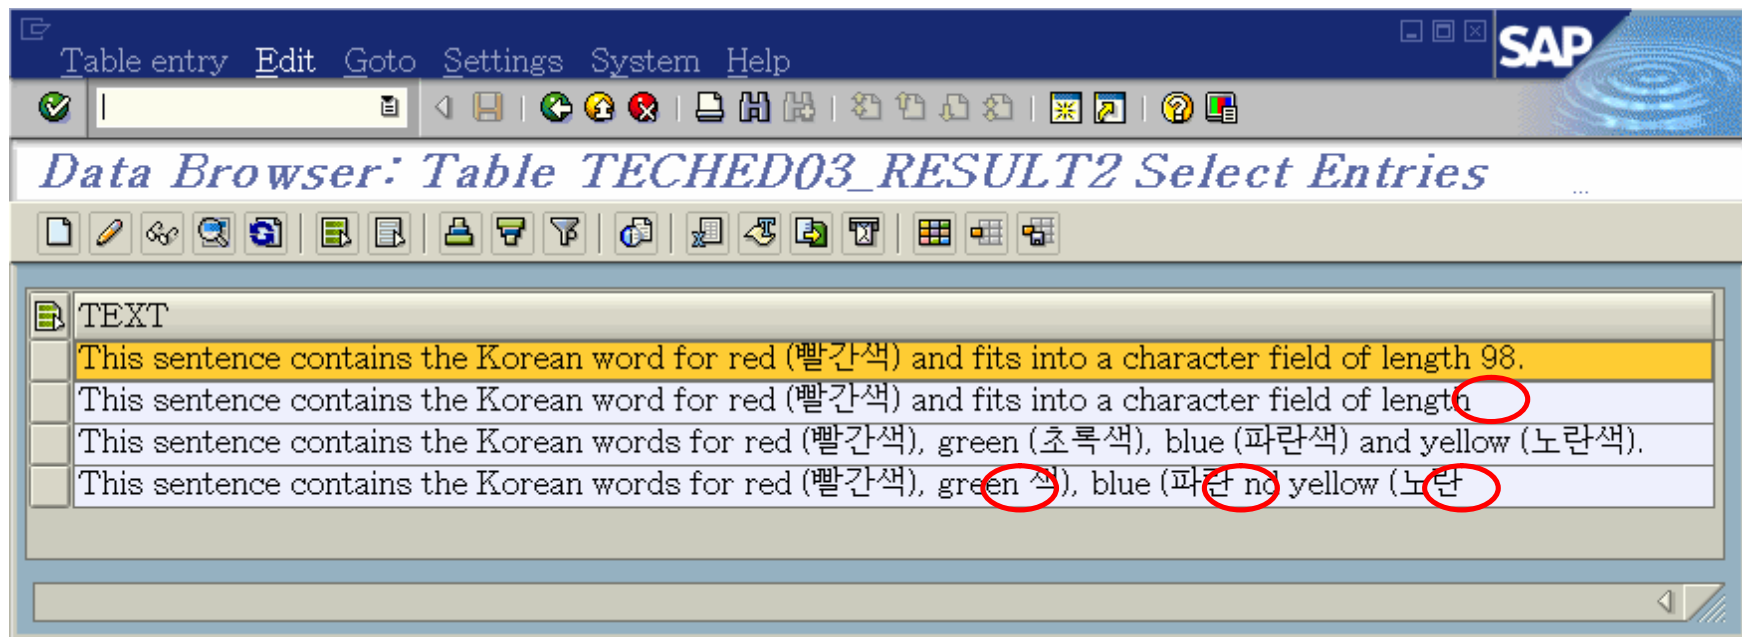 Table entry Edit Goto Settings System Help
SAP
Data Browser: Table TECHED03_RESULT2 Select Entries ...
TEXT
This sentence contains the Korean word for red (빨간색) and fits into a character field of length 98.
This sentence contains the Korean word for red (빨간색) and fits into a character field of length
This sentence contains the Korean words for red (빨간색), green (초록색), blue (파란색) and yellow (노란색).
This sentence contains the Korean words for red (빨간색), green 색), blue (파란 nd yellow (노란